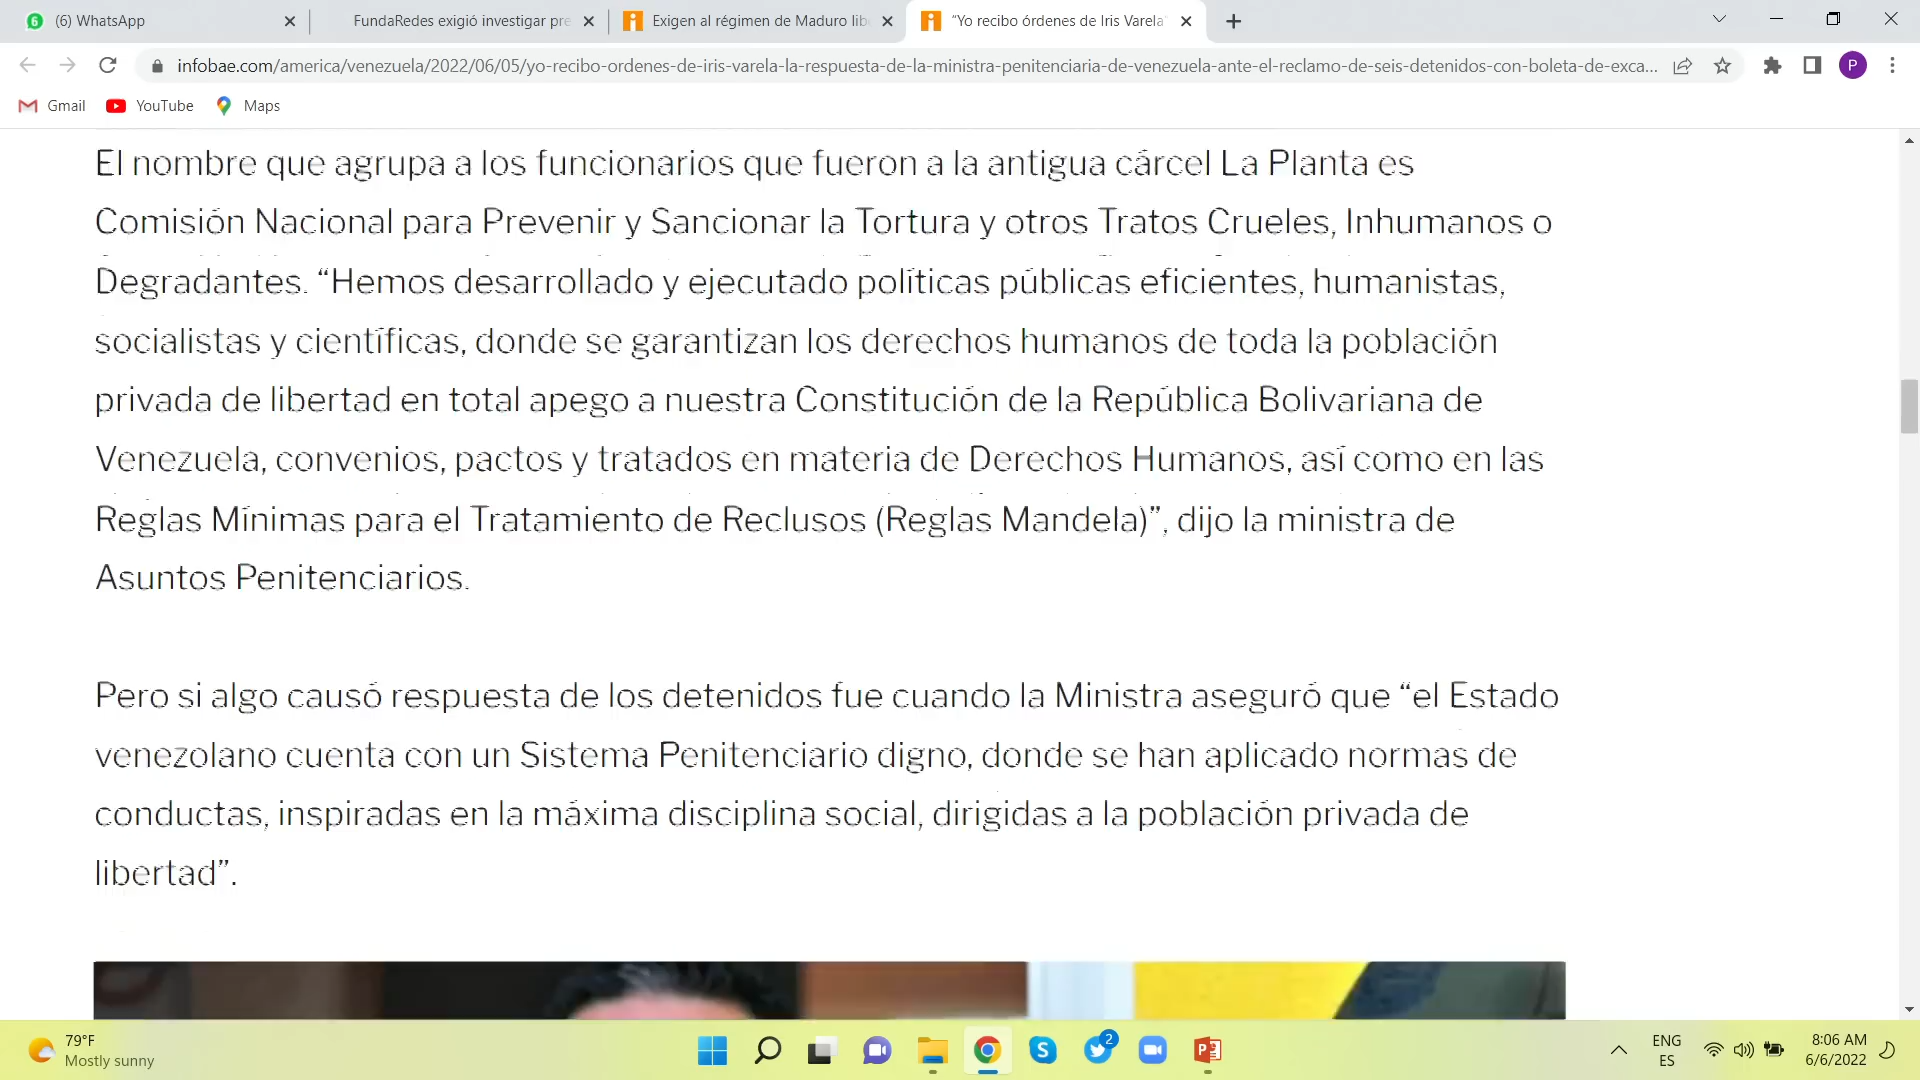 (6) WhatsApp
FundaRedes exigió investigar pre
Exigen al régimen de Maduro lib
“Yo recibo órdenes de Iris Varela”
infobae.com/america/venezuela/2022/06/05/yo-recibo-ordenes-de-iris-varela-la-respuesta-de-la-ministra-penitenciaria-de-venezuela-ante-el-reclamo-de-seis-detenidos-con-boleta-de-exca...
P
Gmail YouTube Maps
El nombre que agrupa a los funcionarios que fueron a la antigua cárcel La Planta es
Comisión Nacional para Prevenir y Sancionar la Tortura y otros Tratos Crueles, Inhumanos o
Degradantes. “Hemos desarrollado y ejecutado políticas públicas eficientes, humanistas,
socialistas y científicas, donde se garantizan los derechos humanos de toda la población
privada de libertad en total apego a nuestra Constitución de la República Bolivariana de
Venezuela, convenios, pactos y tratados en materia de Derechos Humanos, así como en las
Reglas Mínimas para el Tratamiento de Reclusos (Reglas Mandela)”, dijo la ministra de
Asuntos Penitenciarios.
Pero si algo causó respuesta de los detenidos fue cuando la Ministra aseguró que “el Estado
venezolano cuenta con un Sistema Penitenciario digno, donde se han aplicado normas de
conductas, inspiradas en la máxima disciplina social, dirigidas a la población privada de
libertad”.
79°F
Mostly sunny
2
ENG
ES
8:06 AM
6/6/2022